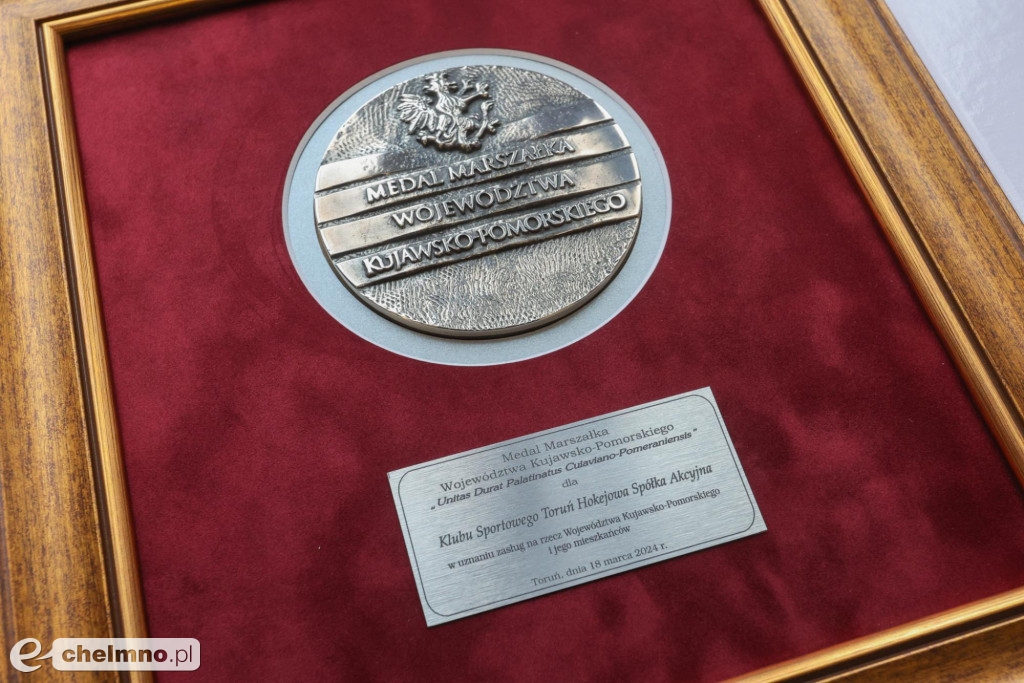 MEDAL MARSZAŁKA
WOJEWÓDZTWA
KUJAWSKO-POMORSKIEGO
Medal Marszałka
Województwa Kujawsko-Pomorskiego
„Unitas Durat Palatinatus Cuiaviano-Pomeraniensis”
dla
Klubu Sportowego Toruń Hokejowa Spółka Akcyjna
w uznaniu zasług na rzecz Województwa Kujawsko-Pomorskiego
i jego mieszkańców
Toruń, dnia 18 marca 2024 r.
e-chelmno.pl